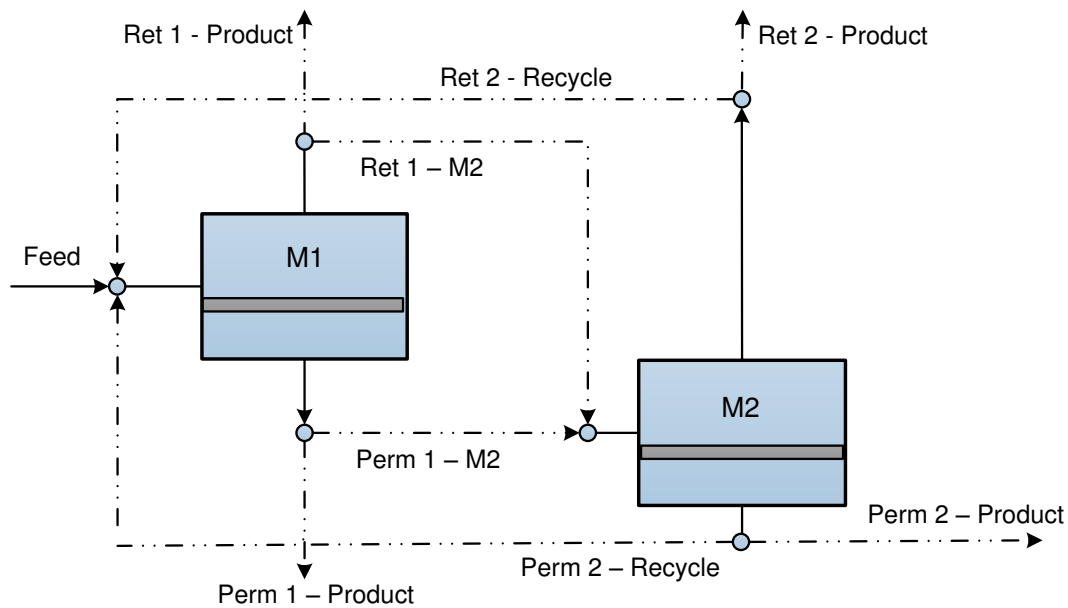 Ret 1 - Product
Ret 2 - Product
Ret 2 - Recycle
Ret 1 – M2
Feed
M1
M2
Perm 1 – M2
Perm 2 – Product
Perm 2 – Recycle
Perm 1 – Product